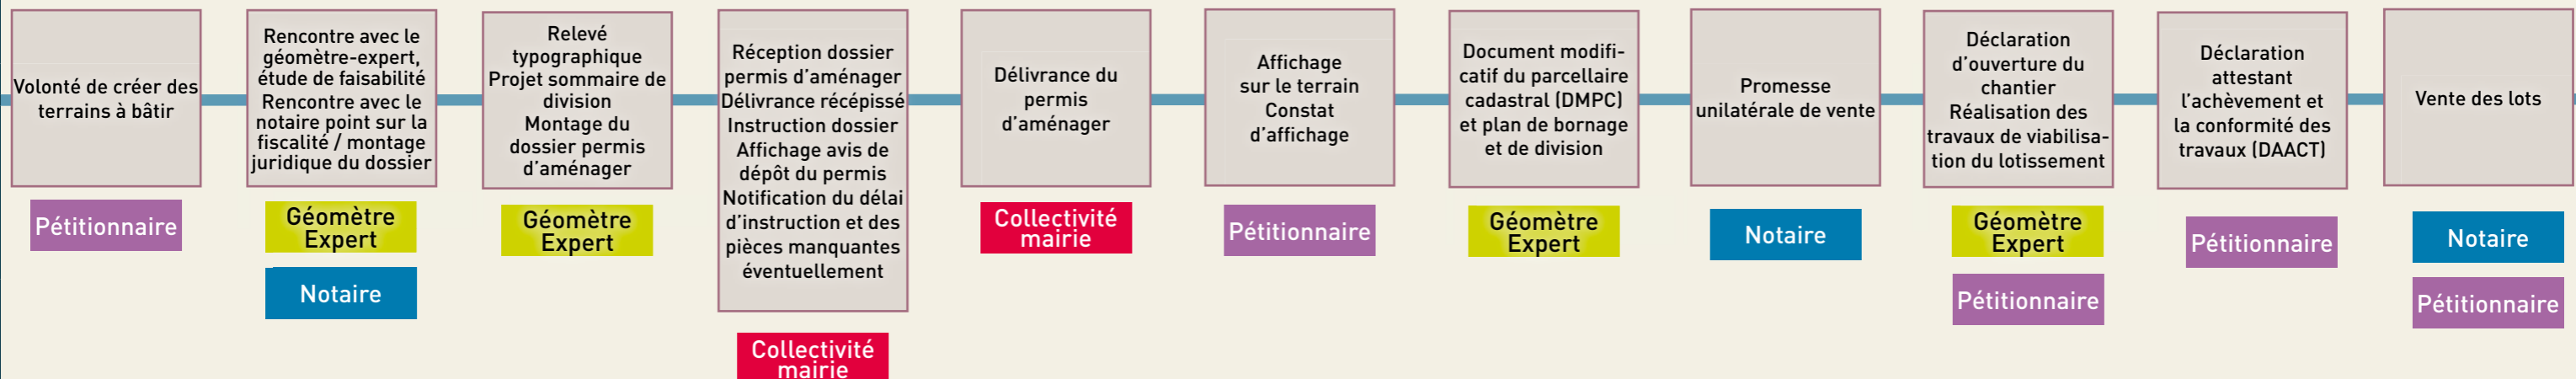 Volonté de créer des
terrains à bâtir
Pétitionnaire
Rencontre avec le
géomètre-expert,
étude de faisabilité
Rencontre avec le
notaire point sur la
fiscalité / montage
juridique du dossier
Géomètre
Expert
Notaire
Relevé
typographique
Projet sommaire de
division
Montage du
dossier permis
d’aménager
Géomètre
Expert
Réception dossier
permis d’aménager
Délivrance récépissé
Instruction dossier
Affichage avis de
dépôt du permis
Notification du délai
d’instruction et des
pièces manquantes
éventuellement
Collectivité
mairie
Délivrance du
permis
d’aménager
Collectivité
mairie
Affichage
sur le terrain
Constat
d’affichage
Pétitionnaire
Document modifi-
catif du parcellaire
cadastral (DMPC)
et plan de bornage
et de division
Géomètre
Expert
Promesse
unilatérale de vente
Notaire
Déclaration
d’ouverture du
chantier
Réalisation des
travaux de viabilisa-
tion du lotissement
Géomètre
Expert
Pétitionnaire
Déclaration
attestant
l’achèvement et
la conformité des
travaux (DAACT)
Pétitionnaire
Vente des lots
Notaire
Pétitionnaire